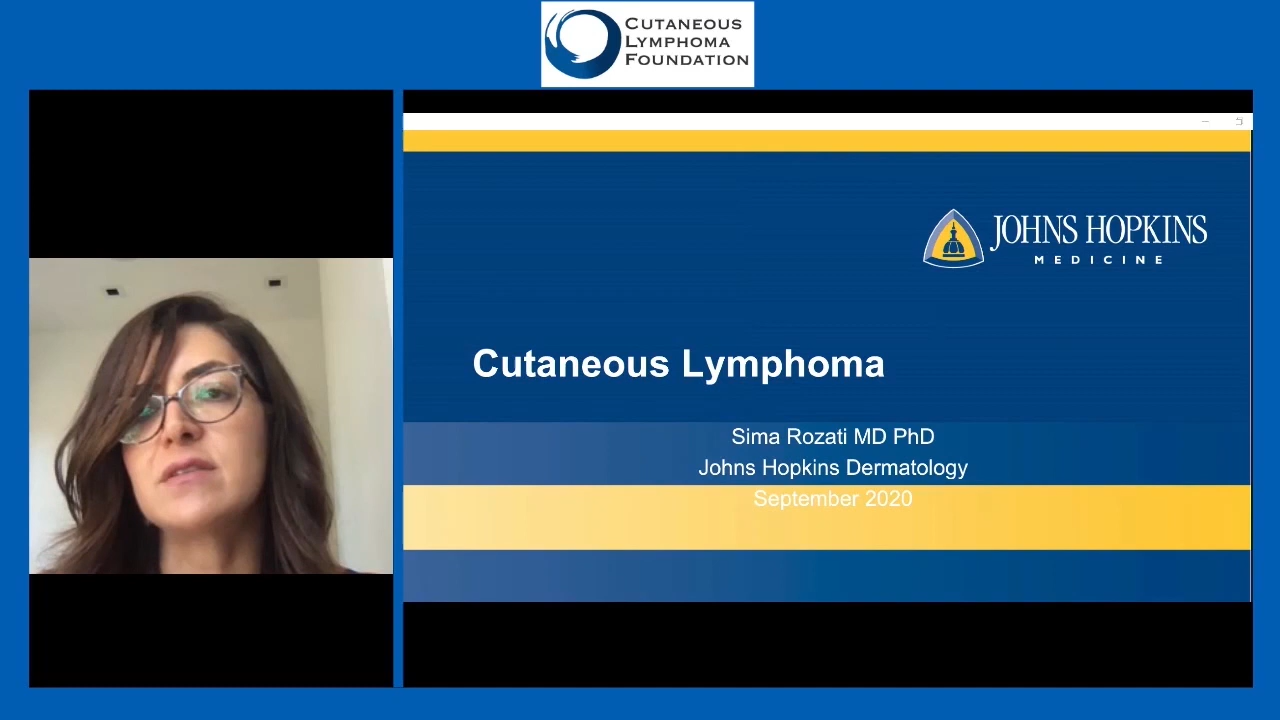 CUTANEOUS
LYMPHOMA
FOUNDATION
JOHNS HOPKINS
MEDICINE
Cutaneous Lymphoma
Sima Rozati MD PhD
Johns Hopkins Dermatology
September 2020